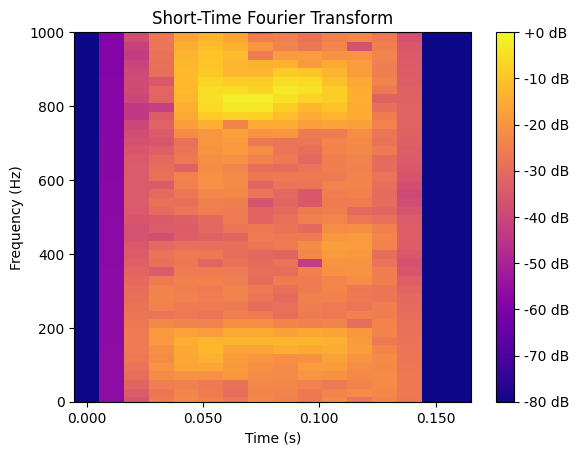 Short-Time Fourier Transform
1000
800
600
400
200
0
Frequency (Hz)
0.000
0.050
0.100
0.150
Time (s)
+0 dB
-10 dB
-20 dB
-30 dB
-40 dB
-50 dB
-60 dB
-70 dB
-80 dB